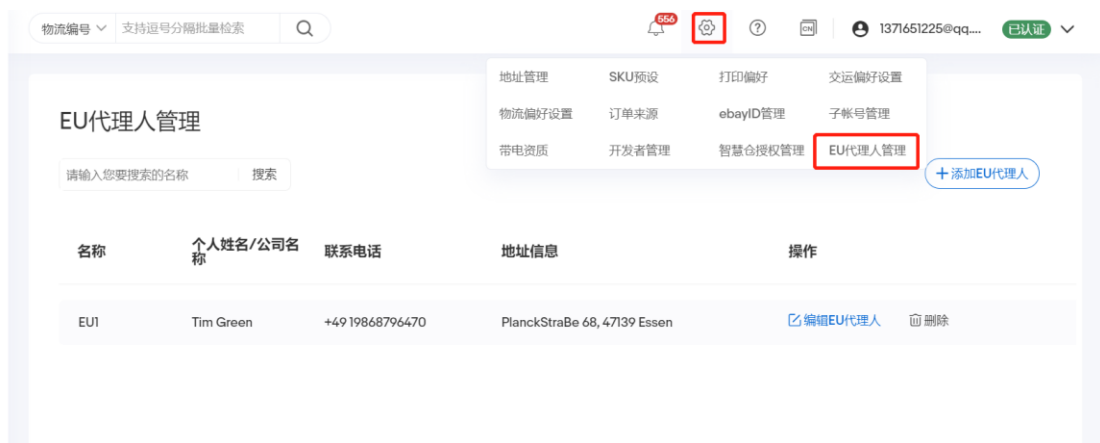 物流编号 支持逗号分隔批量检索 556 CN 1371651225@qq.... 已认证
地址管理 SKU预设 打印偏好 交运偏好设置
物流偏好设置 订单来源 ebayID管理 子帐号管理
带电资质 开发者管理 智慧仓授权管理 EU代理人管理
EU代理人管理
请输入您要搜索的名称 搜索 +添加EU代理人
名称 个人姓名/公司名称 联系电话 地址信息 操作
EU1 Tim Green +49 19868796470 PlanckStraBe 68, 47139 Essen 编辑EU代理人 删除